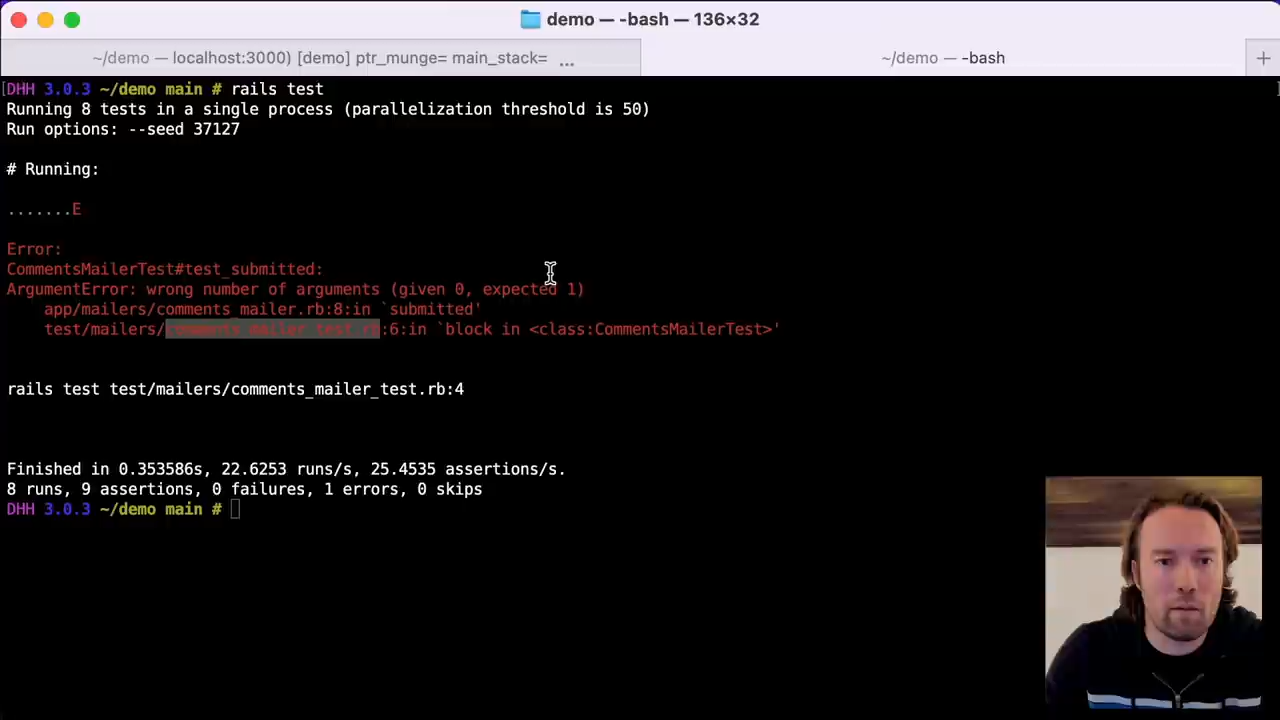 demo — -bash — 136×32
~/demo — localhost:3000) [demo] ptr_munge= main_stack= ...
~/demo — -bash
DHH 3.0.3 ~/demo main # rails test
Running 8 tests in a single process (parallelization threshold is 50)
Run options: --seed 37127
# Running:
.......E
Error:
CommentsMailerTest#test_submitted:
ArgumentError: wrong number of arguments (given 0, expected 1)
app/mailers/comments_mailer.rb:8:in `submitted'
test/mailers/comments_mailer_test.rb:6:in `block in <class:CommentsMailerTest>'
rails test test/mailers/comments_mailer_test.rb:4
Finished in 0.353586s, 22.6253 runs/s, 25.4535 assertions/s.
8 runs, 9 assertions, 0 failures, 1 errors, 0 skips
DHH 3.0.3 ~/demo main #